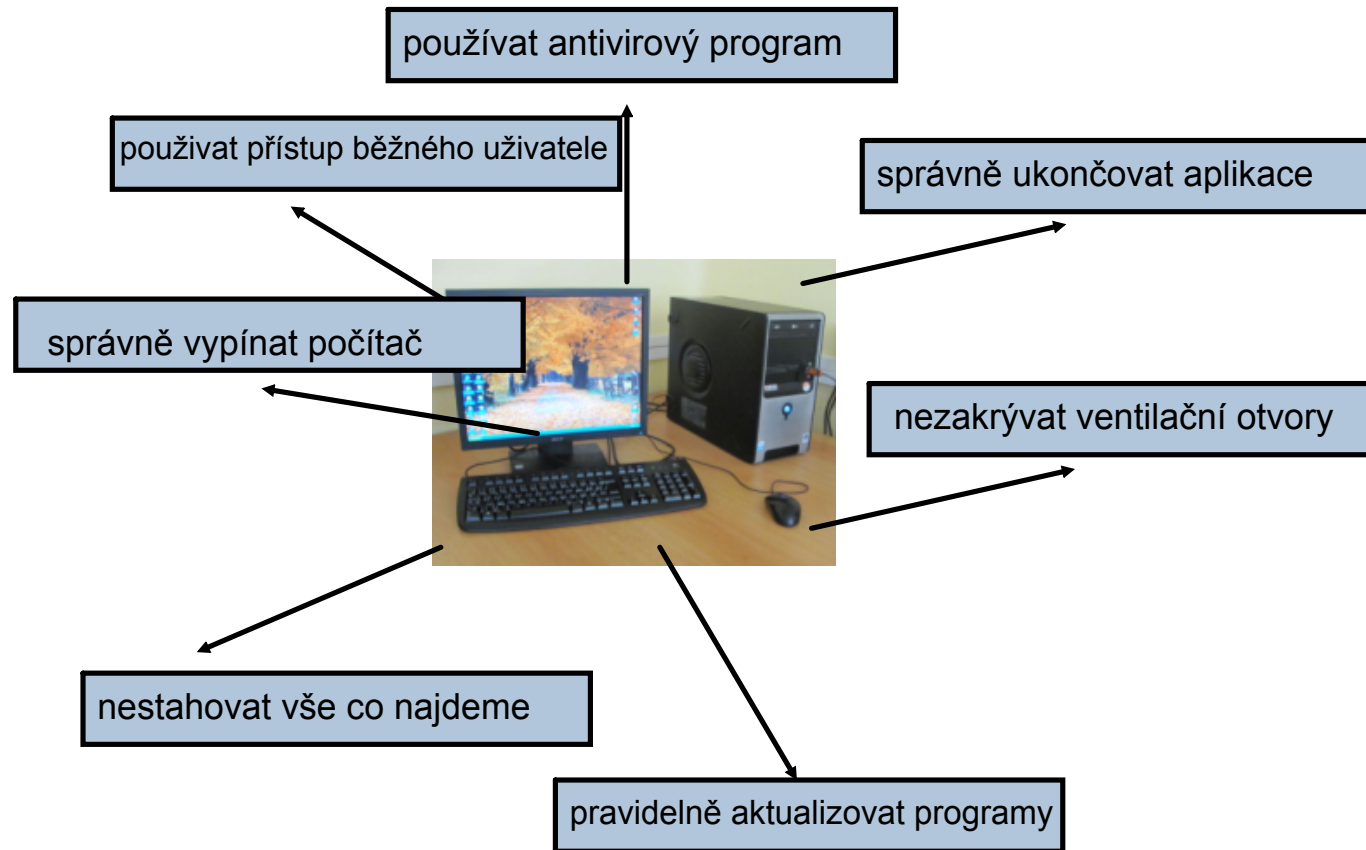 používat antivirový program
použivat přístup běžného uživatele
správně ukončovat aplikace
správně vypínat počítač
nezakrývat ventilační otvory
nestahovat vše co najdeme
pravidelně aktualizovat programy